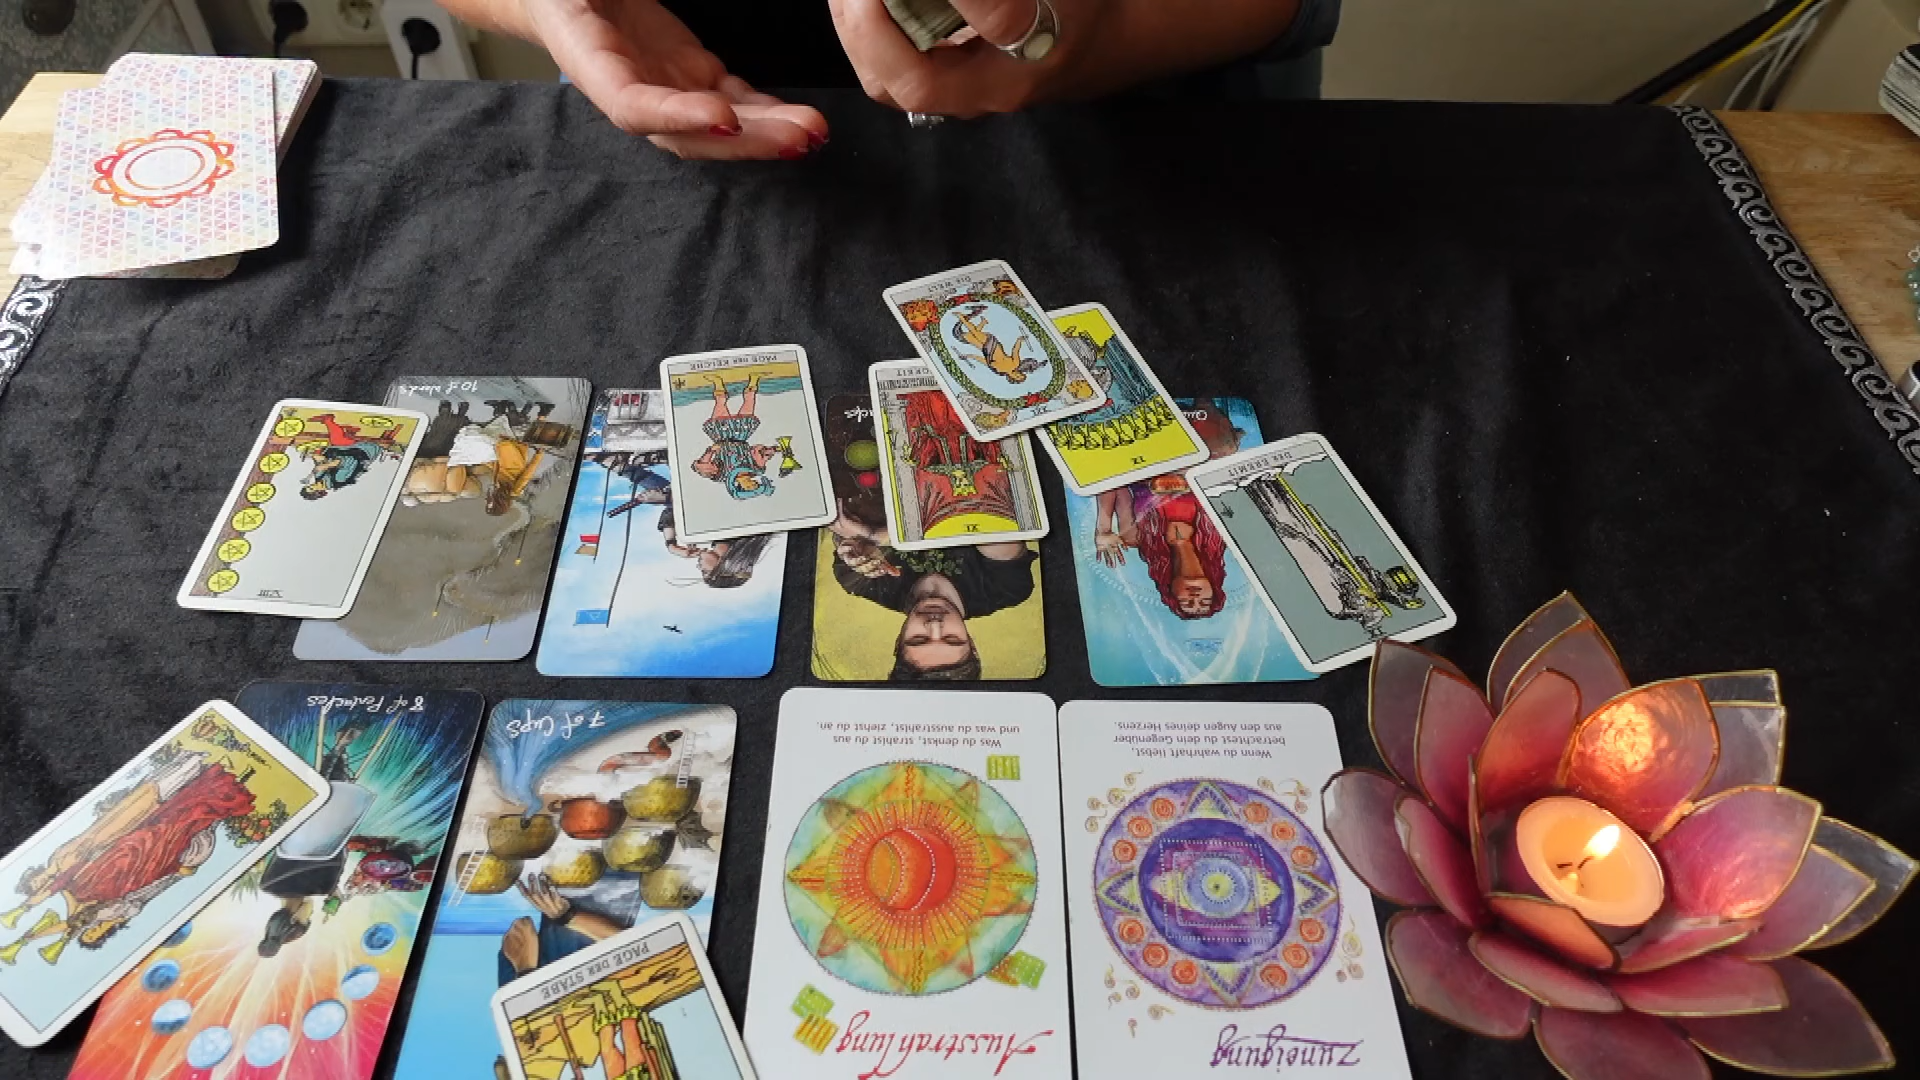 DIE WELT
XXI
PAGE DER KELCHE
10 of Wands
IX
XI
DER EREMIT
VIII
8 of Pentacles
7 of Cups
Was du denkst, strahlst du aus
und was du ausstrahlst, ziehst du an.
Ausstrahlung
Wenn du wahrhaft liebst,
betrachtest du dein Gegenüber
aus den Augen deines Herzens.
Zuneigung
PAGE DER STÄBE